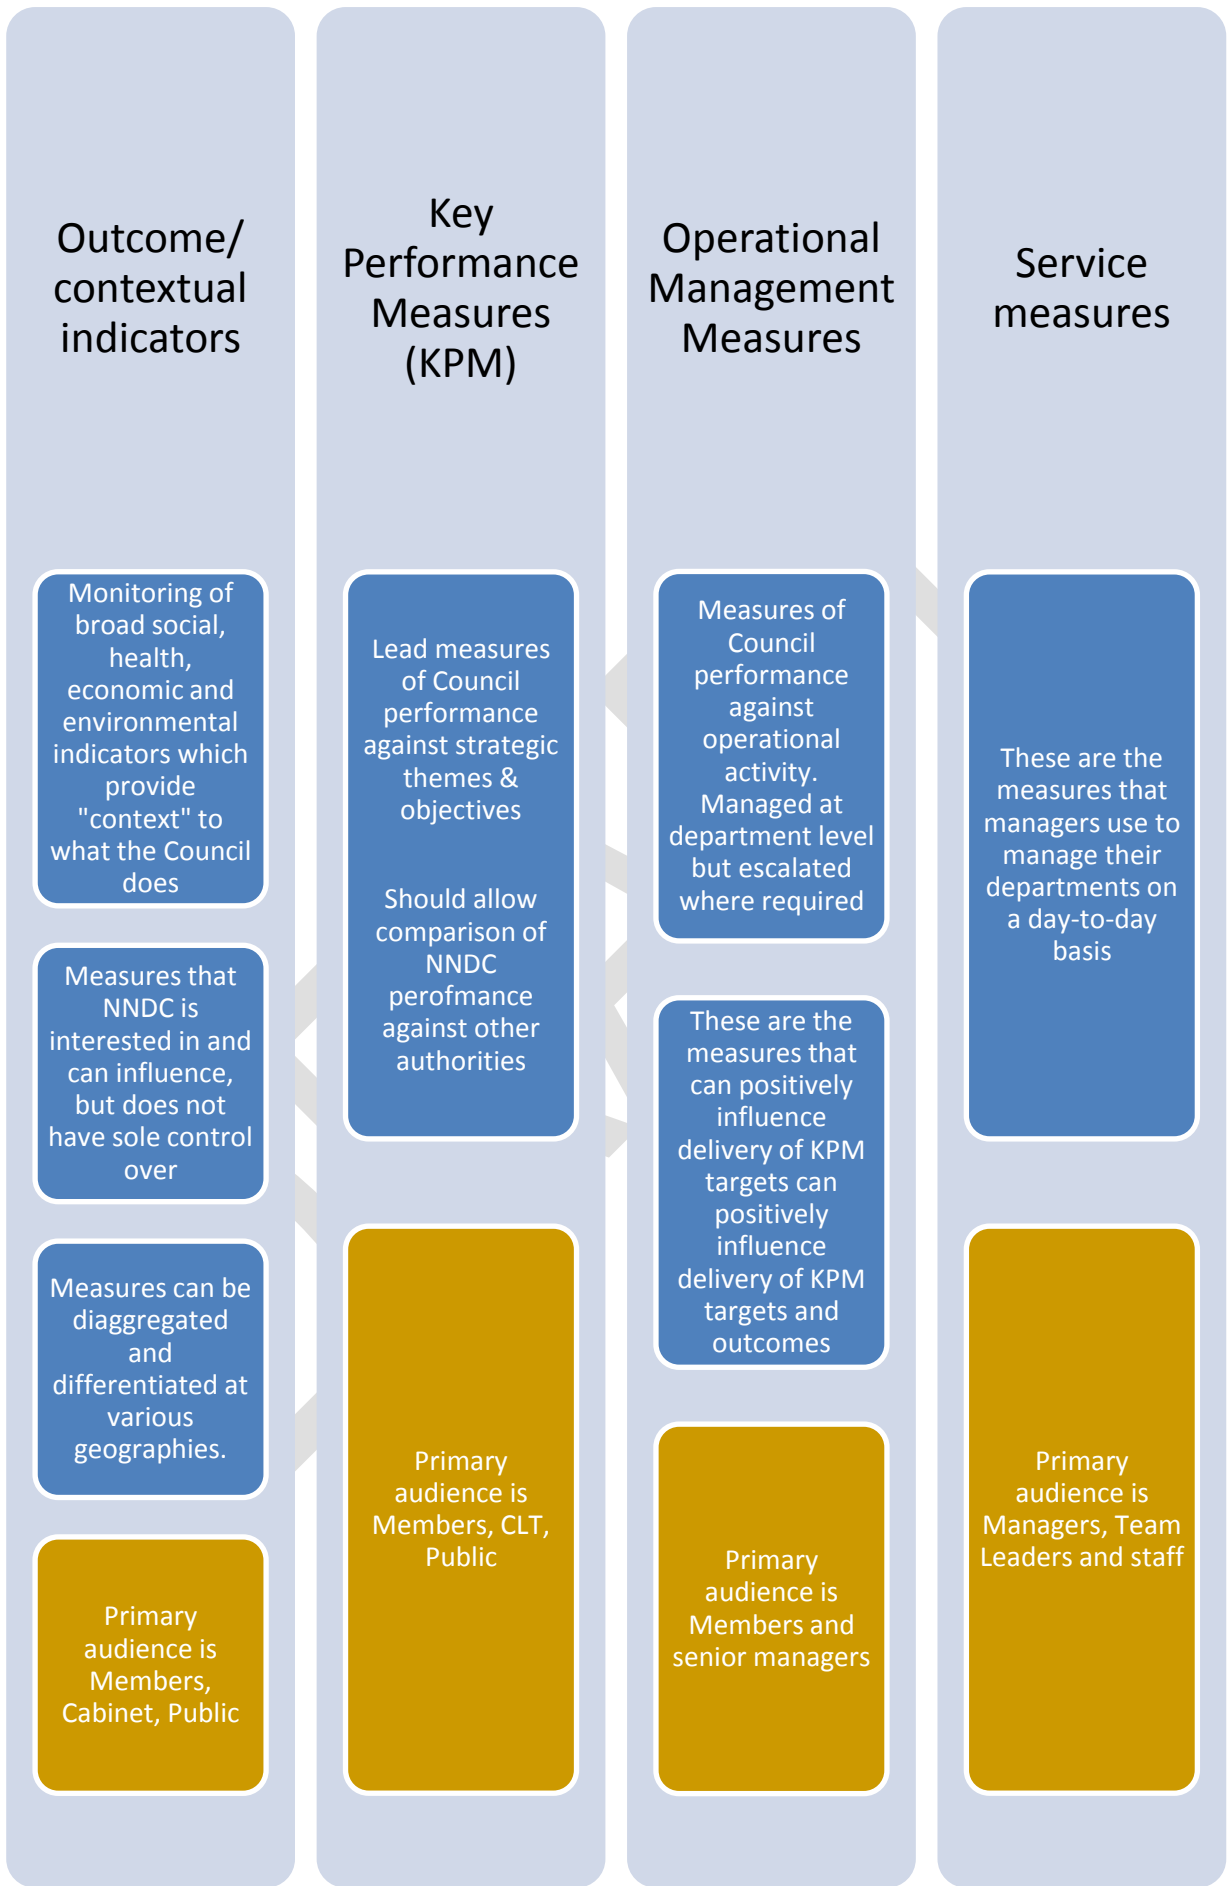 Outcome/
contextual
indicators
Monitoring of
broad social,
health,
economic and
environmental
indicators which
provide
"context" to
what the Council
does
Measures that
NNDC is
interested in and
can influence,
but does not
have sole control
over
Measures can be
diaggregated
and
differentiated at
various
geographies.
Primary
audience is
Members,
Cabinet, Public
Key
Performance
Measures
(KPM)
Lead measures
of Council
performance
against strategic
themes &
objectives
Should allow
comparison of
NNDC
perofmance
against other
authorities
Primary
audience is
Members, CLT,
Public
Operational
Management
Measures
Measures of
Council
performance
against
operational
activity.
Managed at
department level
but escalated
where required
These are the
measures that
can positively
influence
delivery of KPM
targets can
positively
influence
delivery of KPM
targets and
outcomes
Primary
audience is
Members and
senior managers
Service
measures
These are the
measures that
managers use to
manage their
departments on
a day-to-day
basis
Primary
audience is
Managers, Team
Leaders and staff